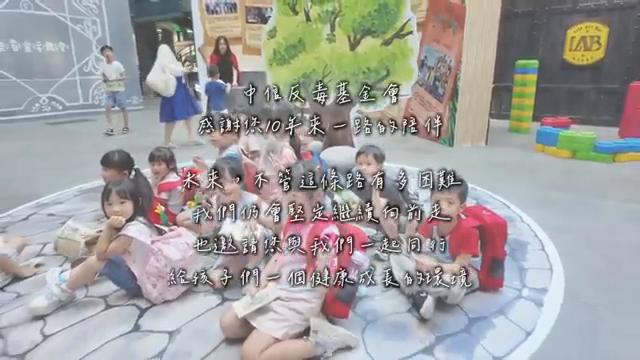 中信反毒基金會
感謝您10年來一路的陪伴
未來，不管這條路有多困難
我們仍會堅定繼續向前走
也邀請您與我們一起同行
給孩子們一個健康成長的環境
LAB